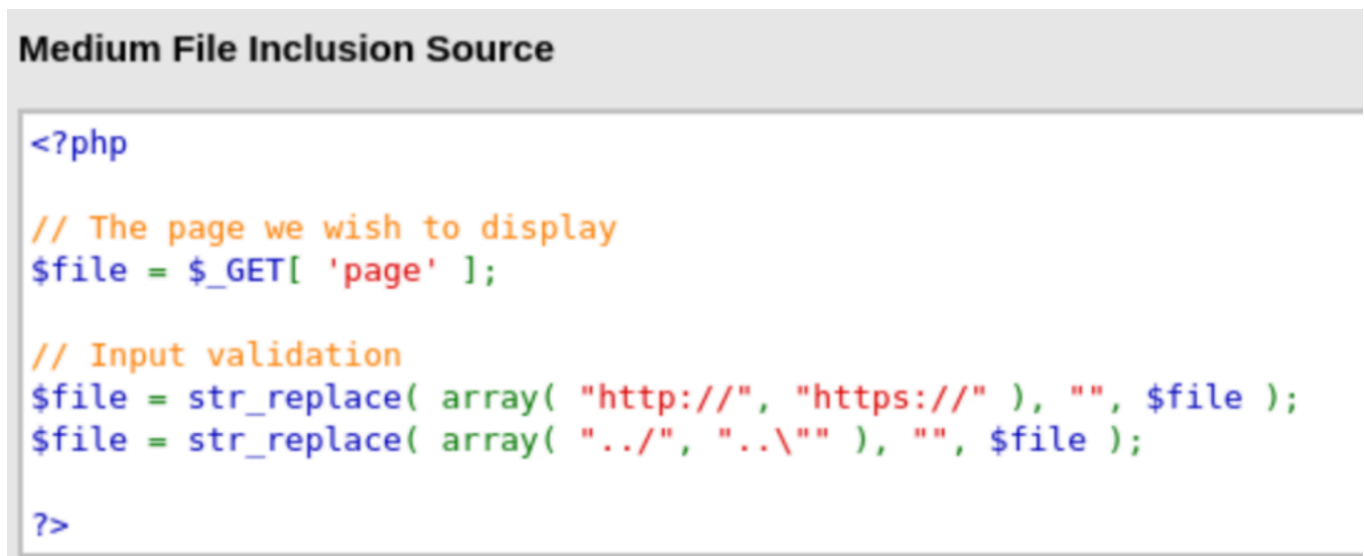 Medium File Inclusion Source
<?php
// The page we wish to display
$file = $_GET[ 'page' ];
// Input validation
$file = str_replace( array( "http://", "https://" ), "", $file );
$file = str_replace( array( "../", "..\"" ), "", $file );
?>